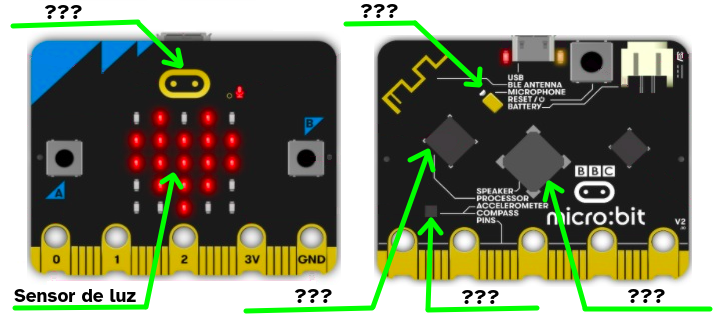 ???
???
USB
BLE ANTENNA
MICROPHONE
RESET /
BATTERY
B
A
SPEAKER
PROCESSOR
ACCELEROMETER
COMPASS
PINS
BBC
micro:bit
V2
0 1 2 3V GND
Sensor de luz
???
???
???